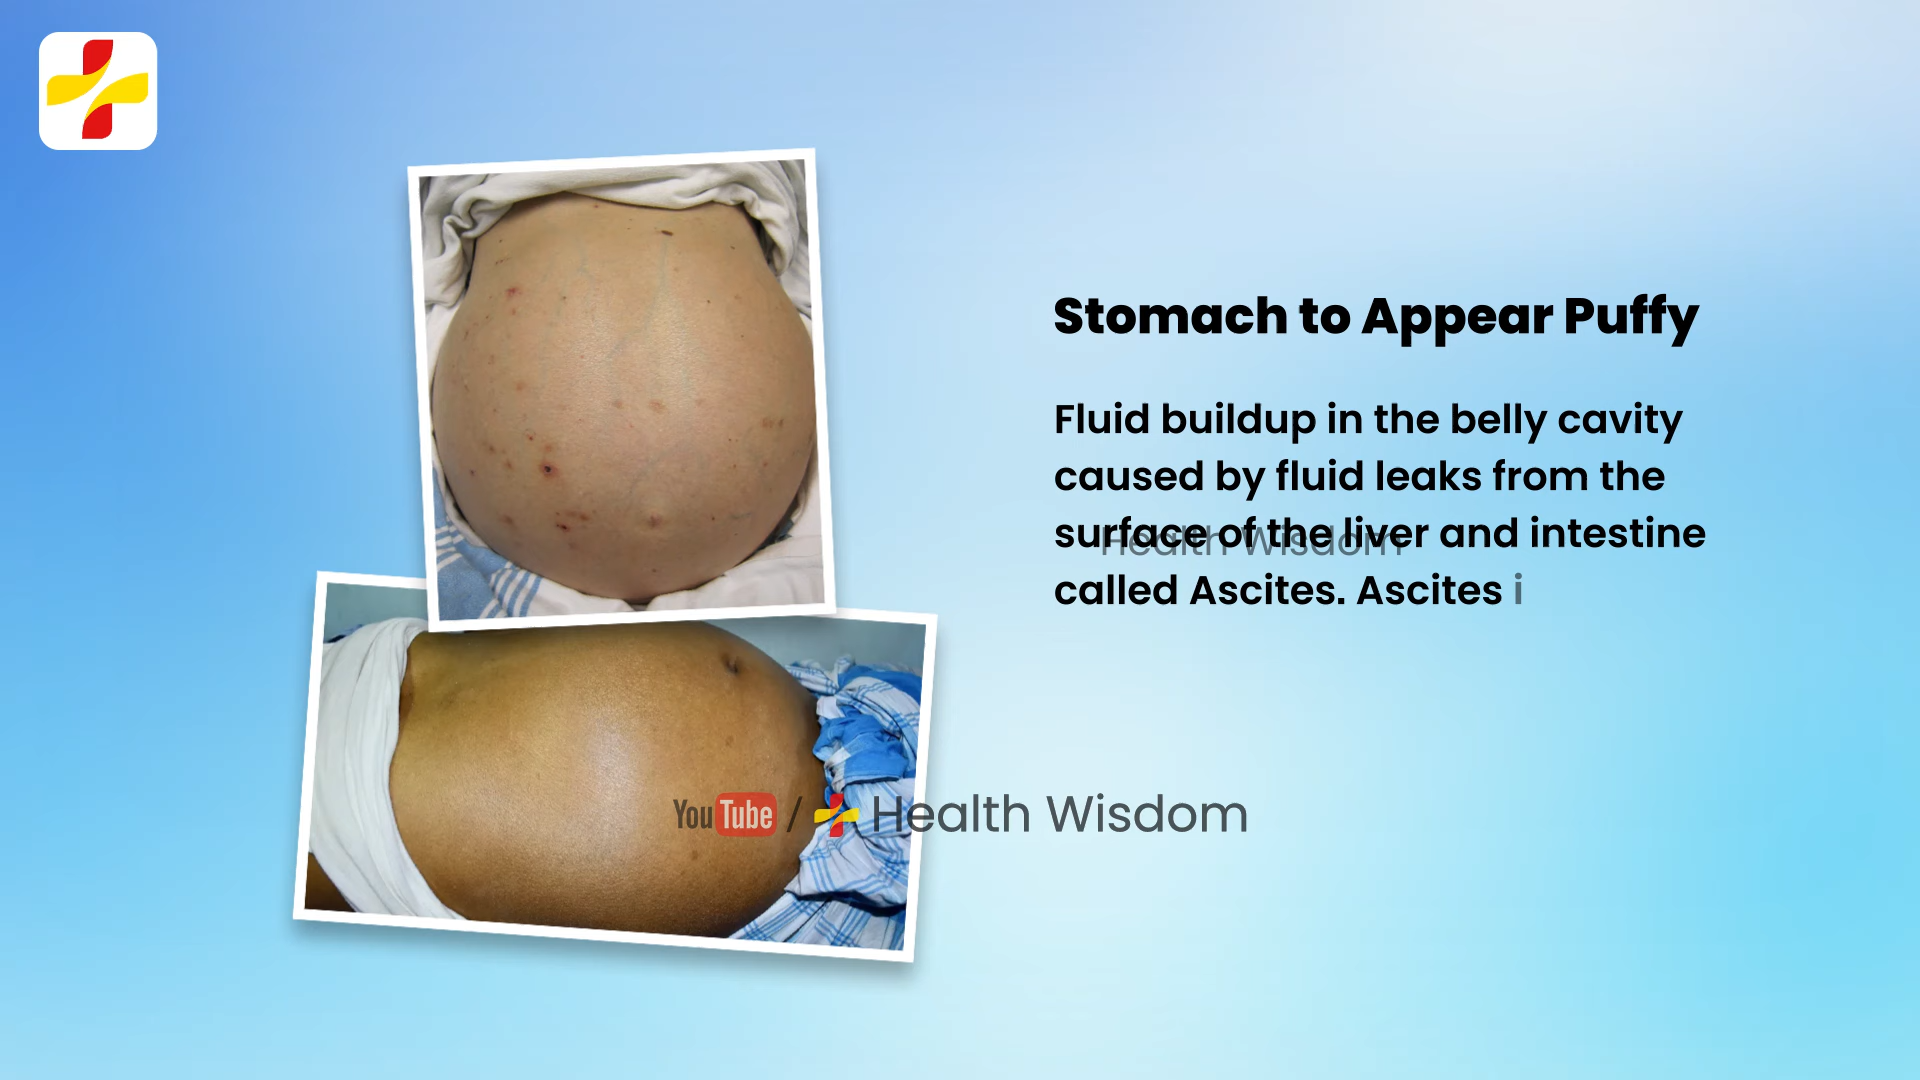 Stomach to Appear Puffy
Fluid buildup in the belly cavity
caused by fluid leaks from the
surface of the liver and intestine
Health Wisdom
called Ascites. Ascites i
YouTube / Health Wisdom